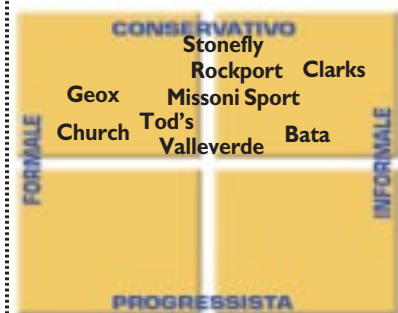 CONSERVATIVO
Stonefly
Rockport Clarks
Geox Missoni Sport
Church Tod's Bata
Valleverde
FORMALE
INFORMALE
PROGRESSISTA